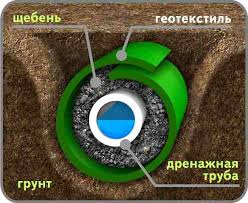 щебень
геотекстиль
дренажная
труба
грунт